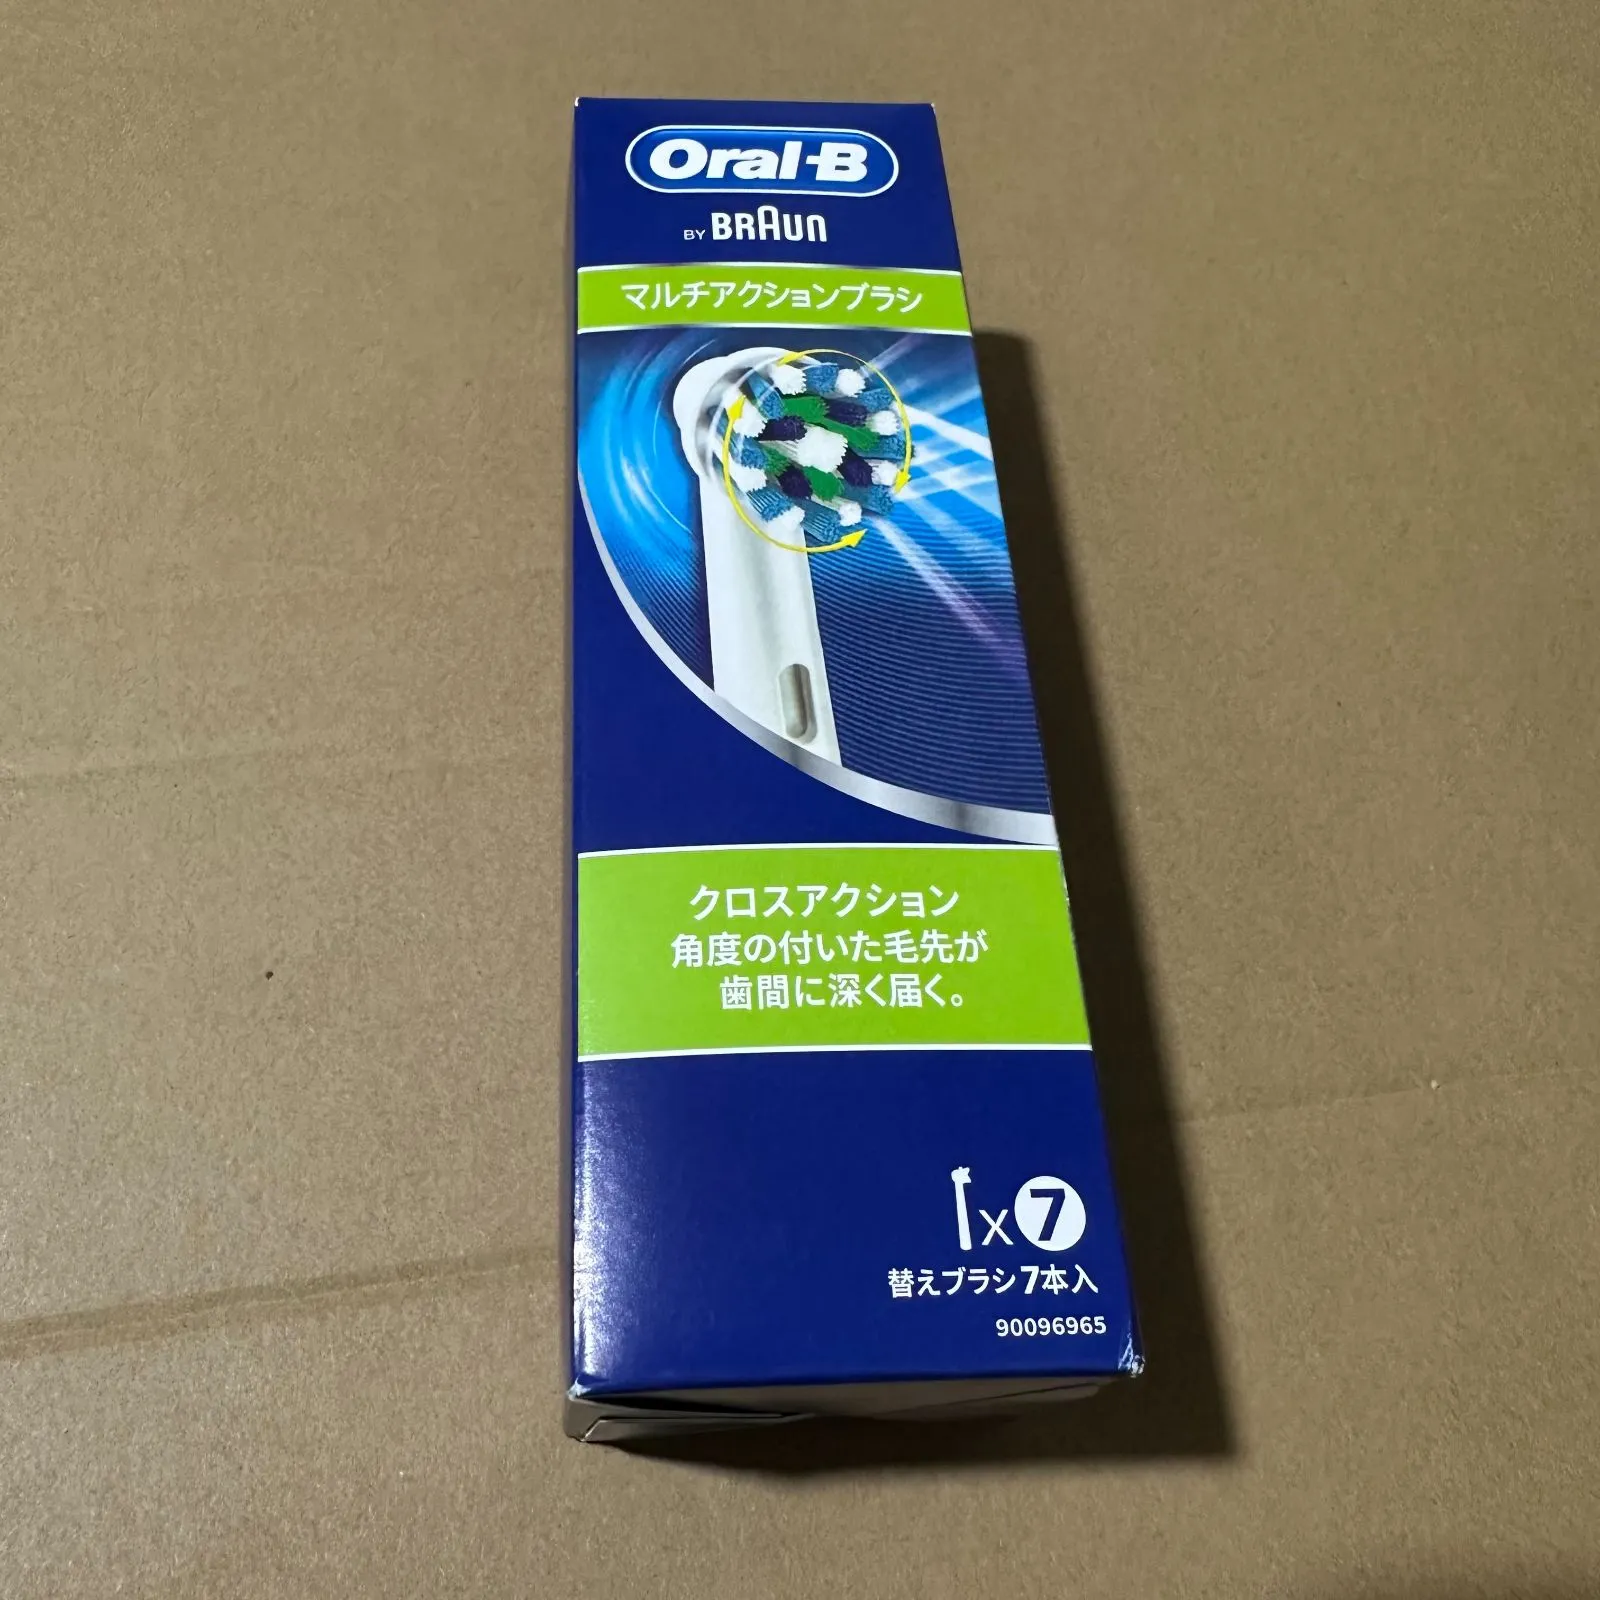 Oral-B
BY BRAUN
マルチアクションブラシ
クロスアクション
角度の付いた毛先が
歯間に深く届く。
x7
替えブラシ7本入
90096965